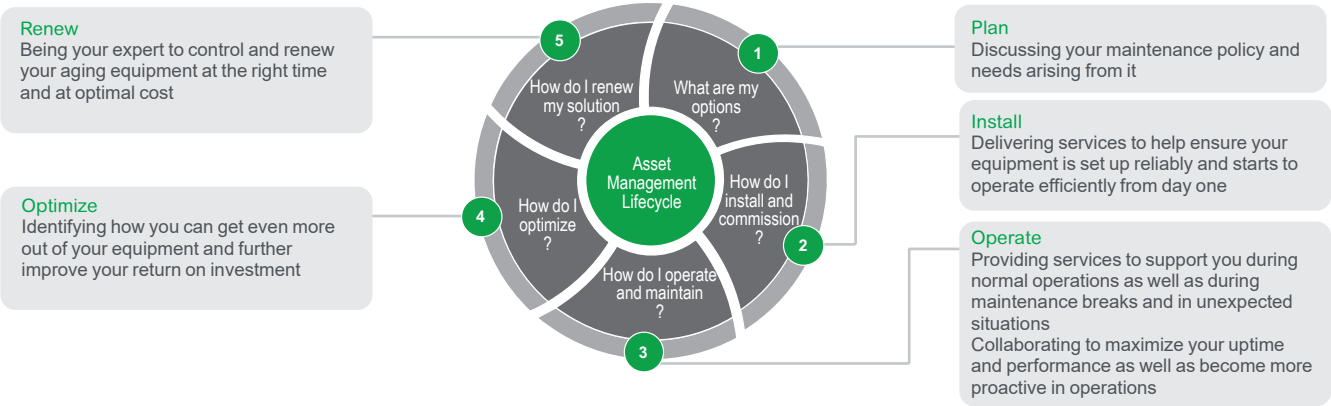 Renew
Being your expert to control and renew
your aging equipment at the right time
and at optimal cost
Optimize
Identifying how you can get even more
out of your equipment and further
improve your return on investment
5
How do I renew
my solution
?
1
What are my
options
?
Asset
Management
Lifecycle
How do I
install and
commission
?
2
4
How do I
optimize
?
How do I operate
and maintain
?
3
Plan
Discussing your maintenance policy and
needs arising from it
Install
Delivering services to help ensure your
equipment is set up reliably and starts to
operate efficiently from day one
Operate
Providing services to support you during
normal operations as well as during
maintenance breaks and in unexpected
situations
Collaborating to maximize your uptime
and performance as well as become more
proactive in operations